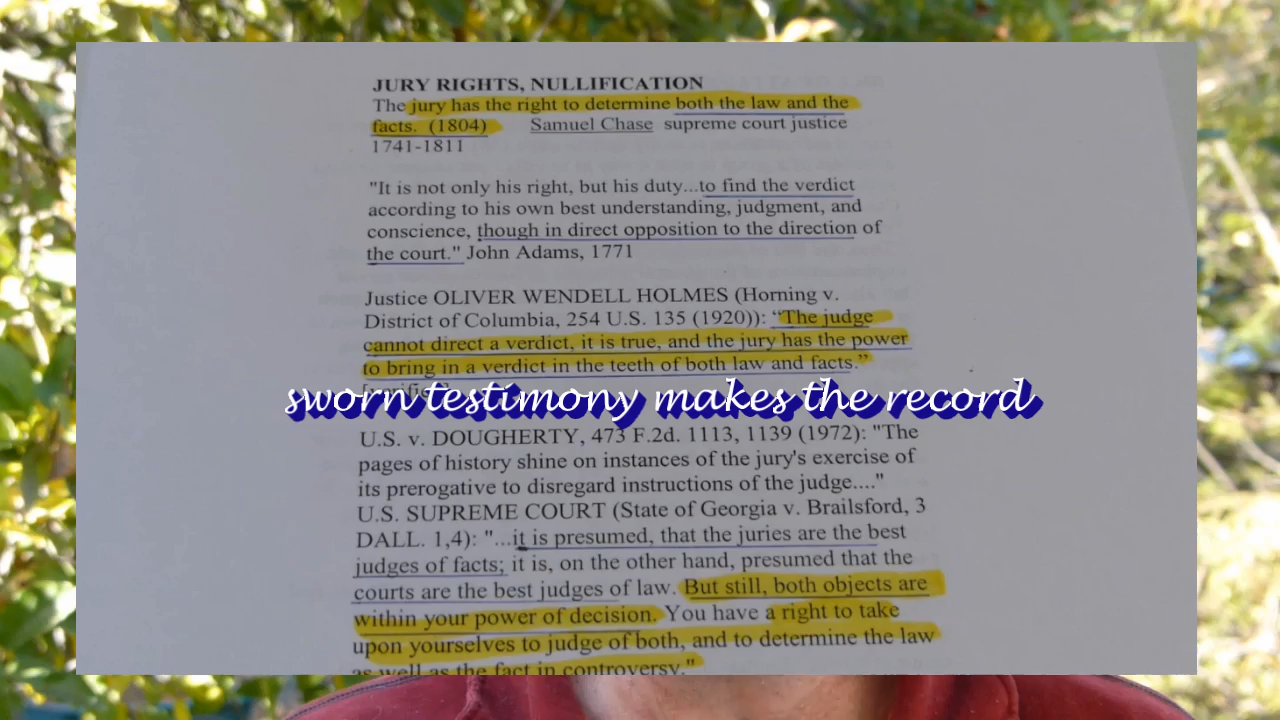 JURY RIGHTS, NULLIFICATION
The jury has the right to determine both the law and the
facts. (1804) Samuel Chase supreme court justice
1741-1811
"It is not only his right, but his duty...to find the verdict
according to his own best understanding, judgment, and
conscience, though in direct opposition to the direction of
the court." John Adams, 1771
Justice OLIVER WENDELL HOLMES (Horning v.
District of Columbia, 254 U.S. 135 (1920)): “The judge
cannot direct a verdict, it is true, and the jury has the power
to bring in a verdict in the teeth of both law and facts.”
sworn testimony makes the record
U.S. v. DOUGHERTY, 473 F.2d. 1113, 1139 (1972): "The
pages of history shine on instances of the jury's exercise of
its prerogative to disregard instructions of the judge...."
U.S. SUPREME COURT (State of Georgia v. Brailsford, 3
DALL. 1,4): "...it is presumed, that the juries are the best
judges of facts; it is, on the other hand, presumed that the
courts are the best judges of law. But still, both objects are
within your power of decision. You have a right to take
upon yourselves to judge of both, and to determine the law
as well as the fact in controversy."